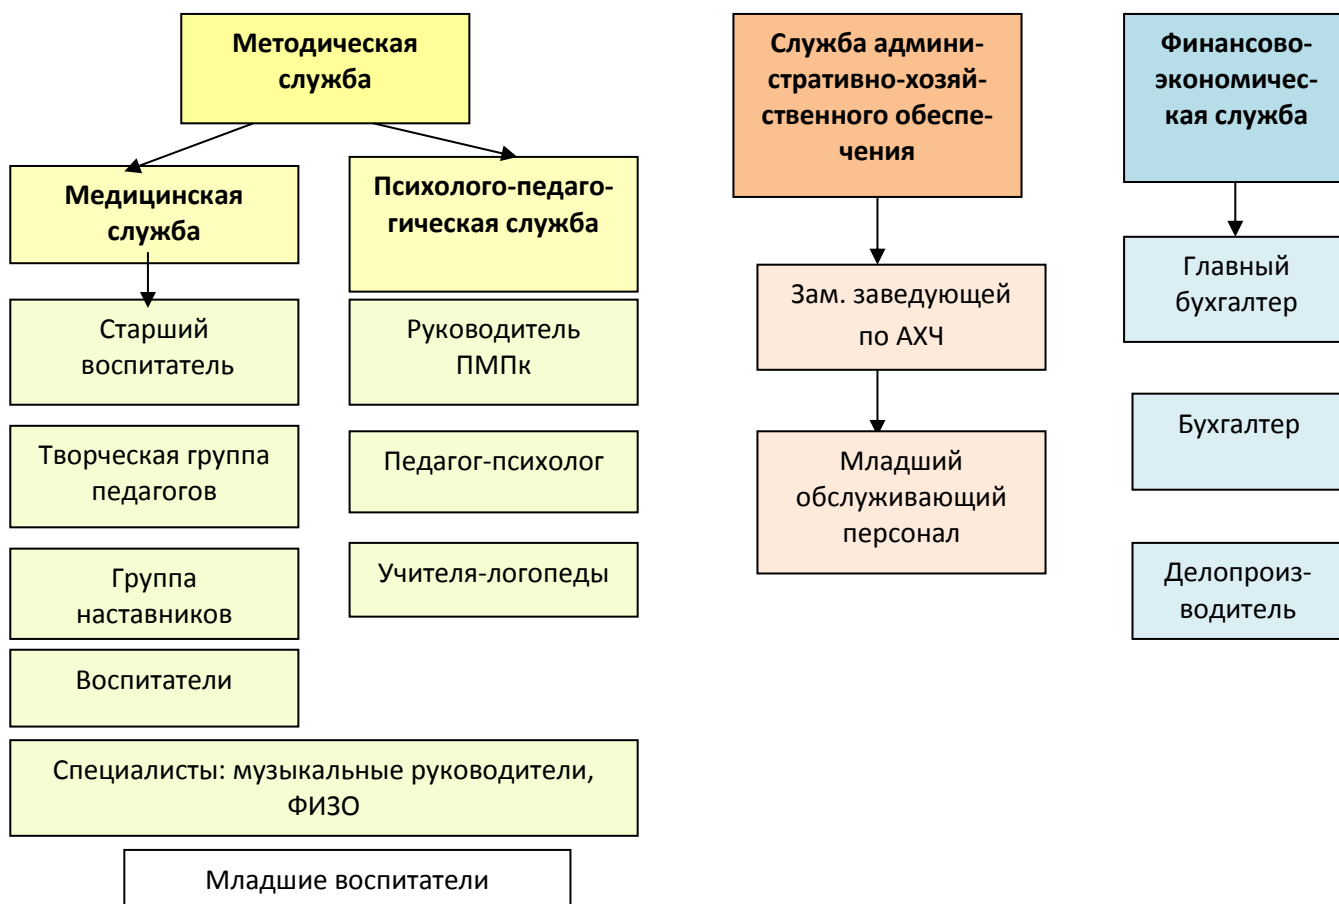 Методическая
служба
Служба админи-
стративно-хозяй-
ственного обеспе-
чения
Финансово-
экономичес-
кая служба
Медицинская
служба
Психолого-педаго-
гическая служба
Старший
воспитатель
Руководитель
ПМПк
Зам. заведующей
по АХЧ
Главный
бухгалтер
Творческая группа
педагогов
Педагог-психолог
Младший
обслуживающий
персонал
Бухгалтер
Группа
наставников
Учителя-логопеды
Делопроиз-
водитель
Воспитатели
Специалисты: музыкальные руководители,
ФИЗО
Младшие воспитатели